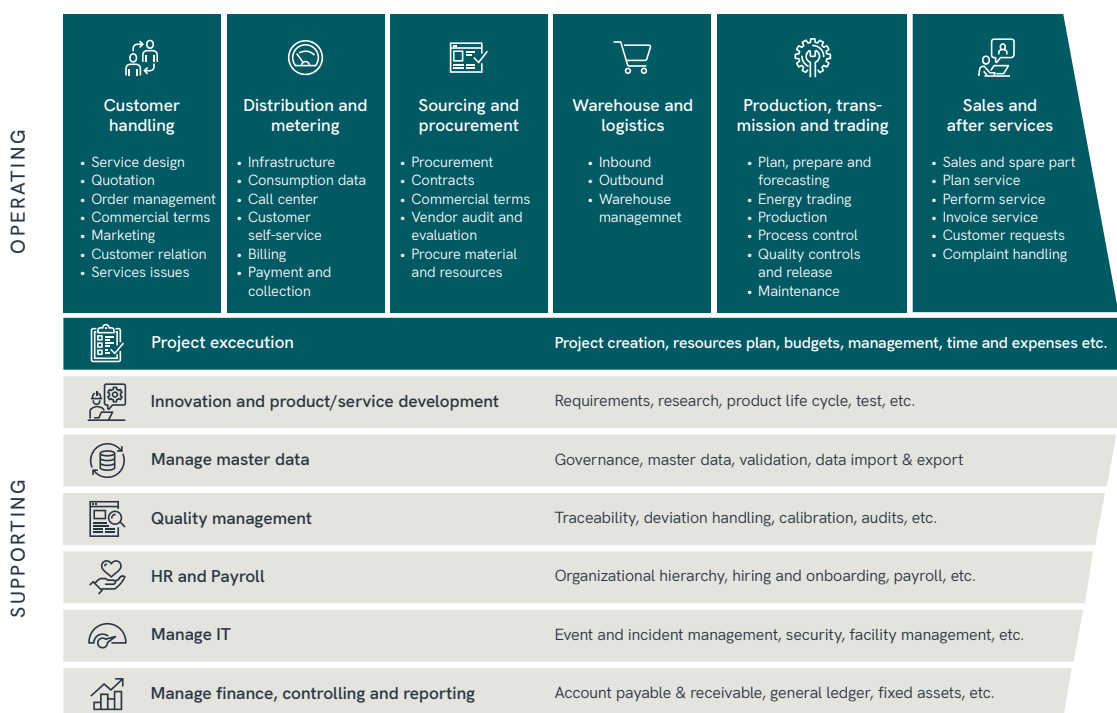 OPERATING
Customer
handling
• Service design
• Quotation
• Order management
• Commercial terms
• Marketing
• Customer relation
• Services issues
Distribution and
metering
• Infrastructure
• Consumption data
• Call center
• Customer
self-service
• Billing
• Payment and
collection
Sourcing and
procurement
• Procurement
• Contracts
• Commercial terms
• Vendor audit and
evaluation
• Procure material
and resources
Warehouse and
logistics
• Inbound
• Outbound
• Warehouse
managemnet
Production, trans-
mission and trading
• Plan, prepare and
forecasting
• Energy trading
• Production
• Process control
• Quality controls
and release
• Maintenance
Sales and
after services
• Sales and spare part
• Plan service
• Perform service
• Invoice service
• Customer requests
• Complaint handling
Project excecution
Project creation, resources plan, budgets, management, time and expenses etc.
SUPPORTING
Innovation and product/service development
Requirements, research, product life cycle, test, etc.
Manage master data
Governance, master data, validation, data import & export
Quality management
Traceability, deviation handling, calibration, audits, etc.
HR and Payroll
Organizational hierarchy, hiring and onboarding, payroll, etc.
Manage IT
Event and incident management, security, facility management, etc.
Manage finance, controlling and reporting
Account payable & receivable, general ledger, fixed assets, etc.